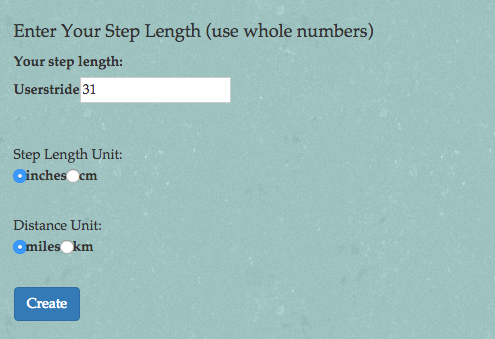 Enter Your Step Length (use whole numbers)
Your step length:
Userstride 31
Step Length Unit:
inches cm
Distance Unit:
miles km
Create